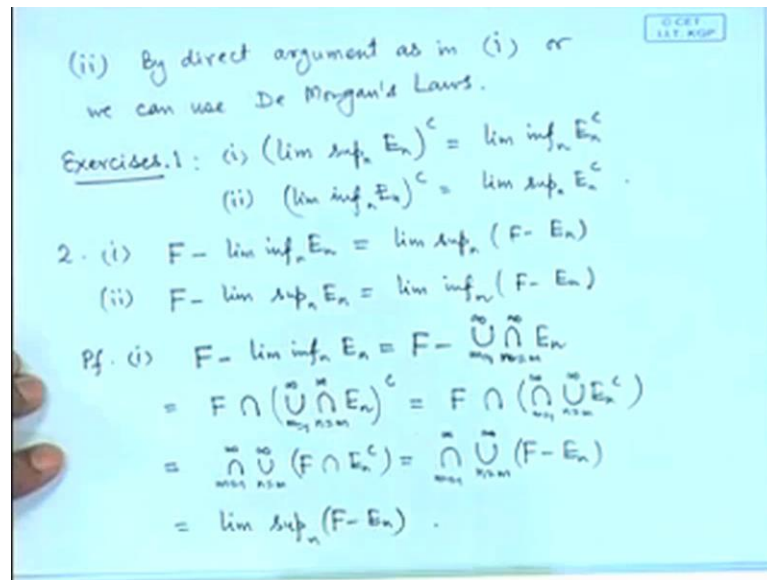 © CET
I.I.T. KGP
(ii) By direct argument as in (i) or
we can use De Morgan's Laws.
Exercises.1 : (i) (lim sup_n E_n)^c = lim inf_n E_n^c
(ii) (lim inf_n E_n)^c = lim sup_n E_n^c .
2. (i) F - lim inf_n E_n = lim sup_n (F - E_n)
(ii) F - lim sup_n E_n = lim inf_n (F - E_n)
Pf. (i) F - lim inf_n E_n = F - ∪_{m=1}^∞ ∩_{n=m}^∞ E_n
= F ∩ (∪_{m=1}^∞ ∩_{n=m}^∞ E_n)^c = F ∩ (∩_{m=1}^∞ ∪_{n=m}^∞ E_n^c)
= ∩_{m=1}^∞ ∪_{n=m}^∞ (F ∩ E_n^c) = ∩_{m=1}^∞ ∪_{n=m}^∞ (F - E_n)
= lim sup_n (F - E_n) .